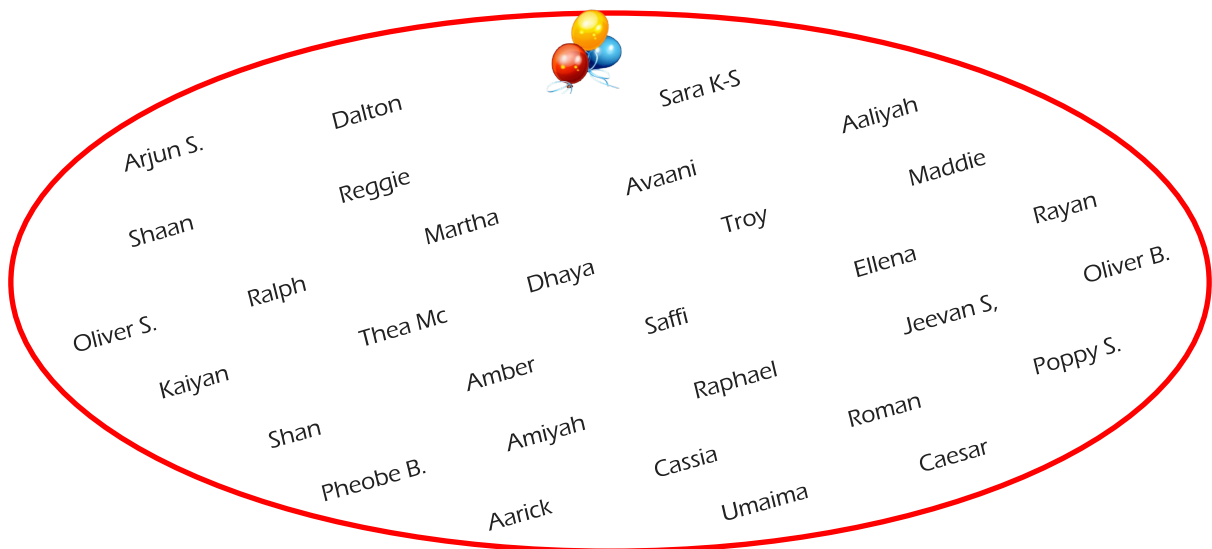 Sara K-S
Dalton
Aaliyah
Arjun S.
Maddie
Avaani
Reggie
Rayan
Troy
Martha
Shaan
Ellena
Oliver B.
Dhaya
Ralph
Jeevan S,
Saffi
Thea Mc
Oliver S.
Poppy S.
Amber
Raphael
Kaiyan
Roman
Amiyah
Shan
Caesar
Cassia
Pheobe B.
Umaima
Aarick